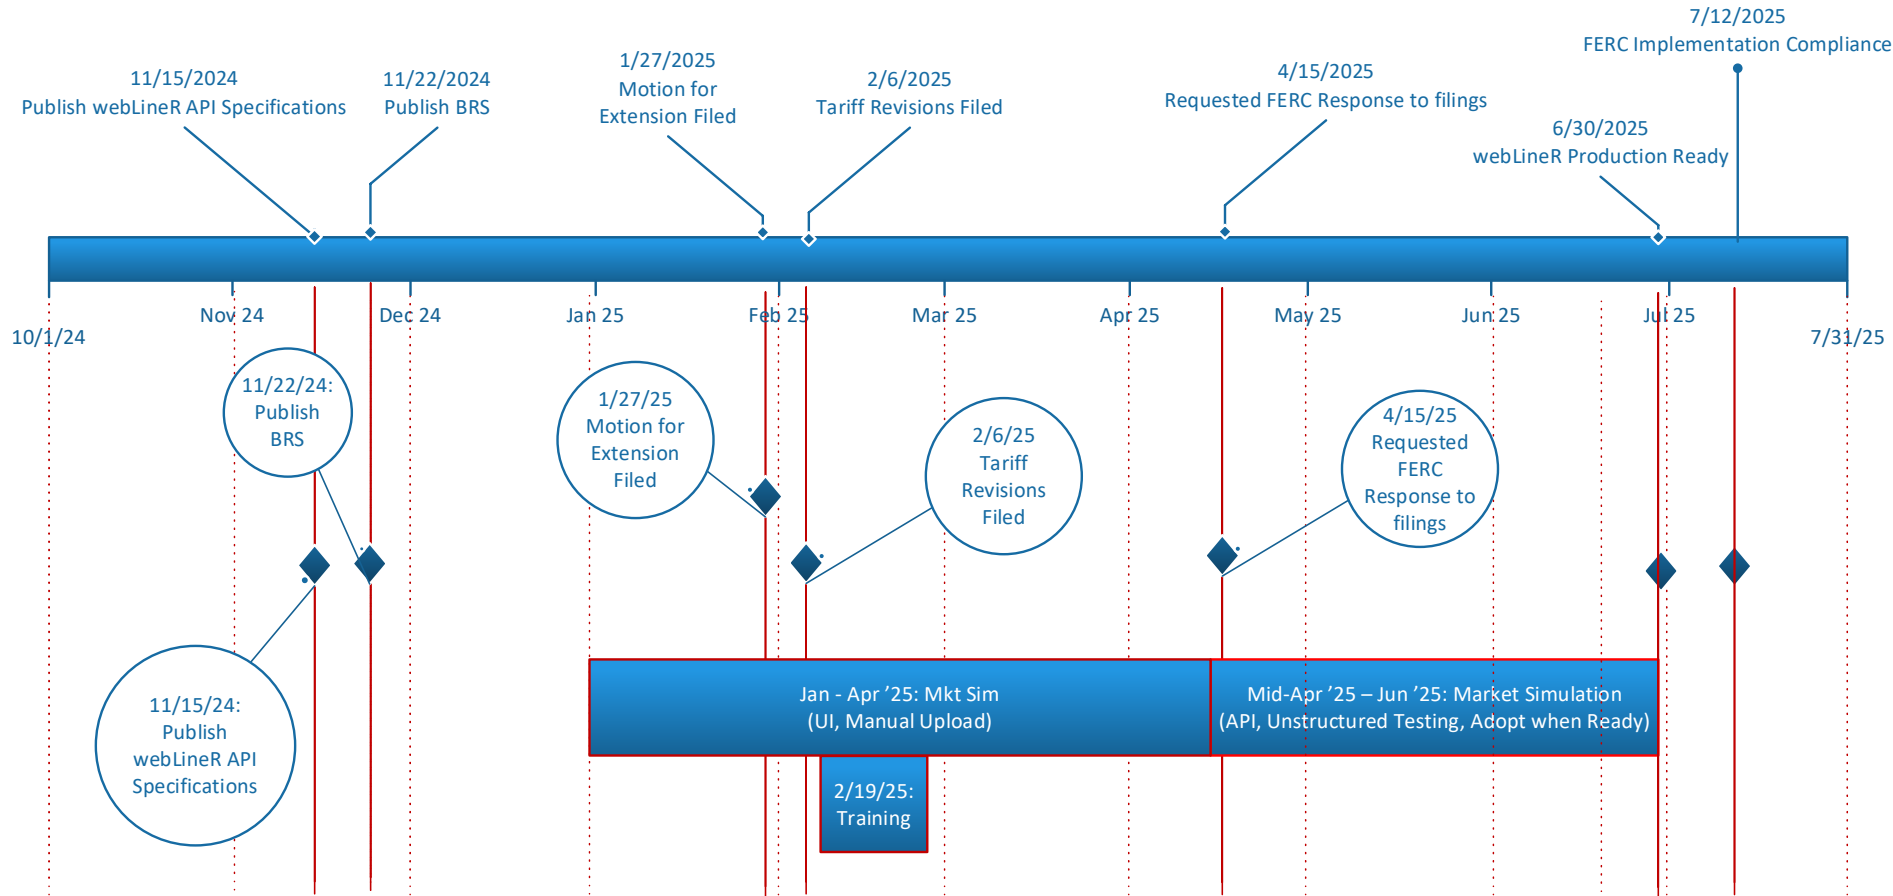 7/12/2025
FERC Implementation Compliance
1/27/2025
Motion for
Extension Filed
11/15/2024
Publish webLineR API Specifications
11/22/2024
Publish BRS
2/6/2025
Tariff Revisions Filed
4/15/2025
Requested FERC Response to filings
6/30/2025
webLineR Production Ready
Nov 24
Dec 24
Jan 25
Feb 25
Mar 25
Apr 25
May 25
Jun 25
Jul 25
10/1/24
7/31/25
11/22/24:
Publish
BRS
1/27/25
Motion for
Extension
Filed
2/6/25
Tariff
Revisions
Filed
4/15/25
Requested
FERC
Response to
filings
11/15/24:
Publish
webLineR API
Specifications
Jan - Apr ’25: Mkt Sim
(UI, Manual Upload)
Mid-Apr ’25 – Jun ’25: Market Simulation
(API, Unstructured Testing, Adopt when Ready)
2/19/25:
Training